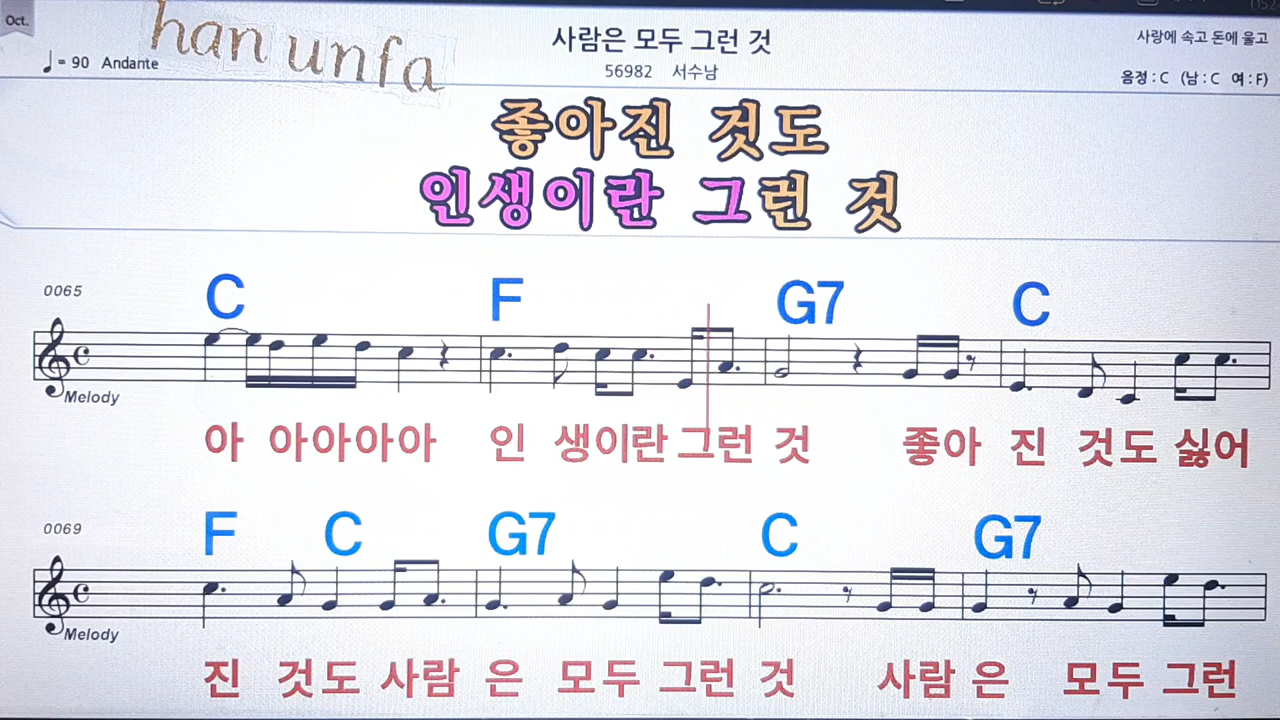 Oct.
han unfa
♩= 90 Andante
사람은 모두 그런 것
56982 서수남
사랑에 속고 돈에 울고
음정 : C (남 : C 여 : F)
좋아진 것도
인생이란 그런 것
0065
C F G7 C
Melody
아 아아아아 인 생이란 그런 것 좋아 진 것도 싫어
0069
F C G7 C G7
Melody
진 것도 사람 은 모두 그런 것 사람 은 모두 그런